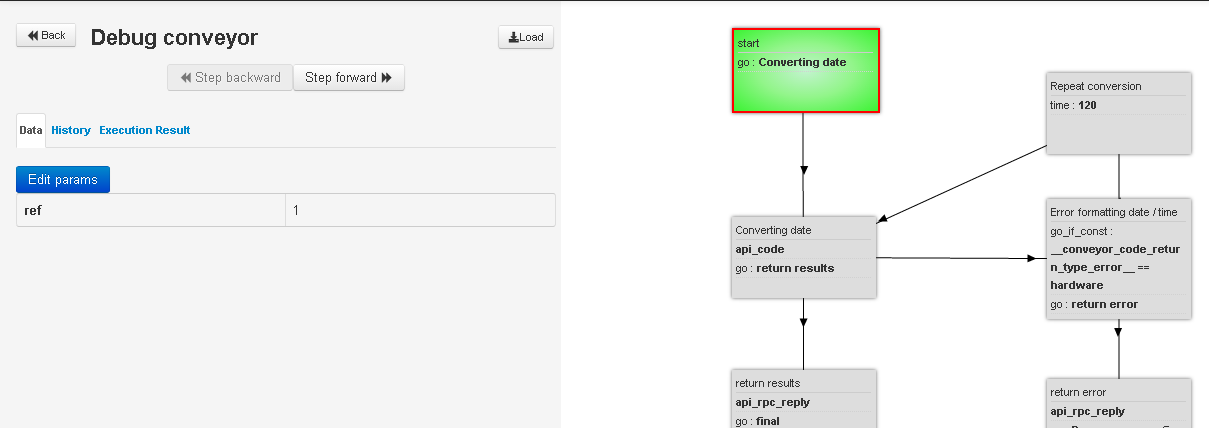 Back
Debug conveyor
Load
Step backward
Step forward
Data
History
Execution Result
Edit params
ref
1
start
go : Converting date
Repeat conversion
time : 120
Converting date
api_code
go : return results
Error formatting date / time
go_if_const :
__conveyor_code_retur
n_type_error__ ==
hardware
go : return error
return results
api_rpc_reply
go : final
return error
api_rpc_reply